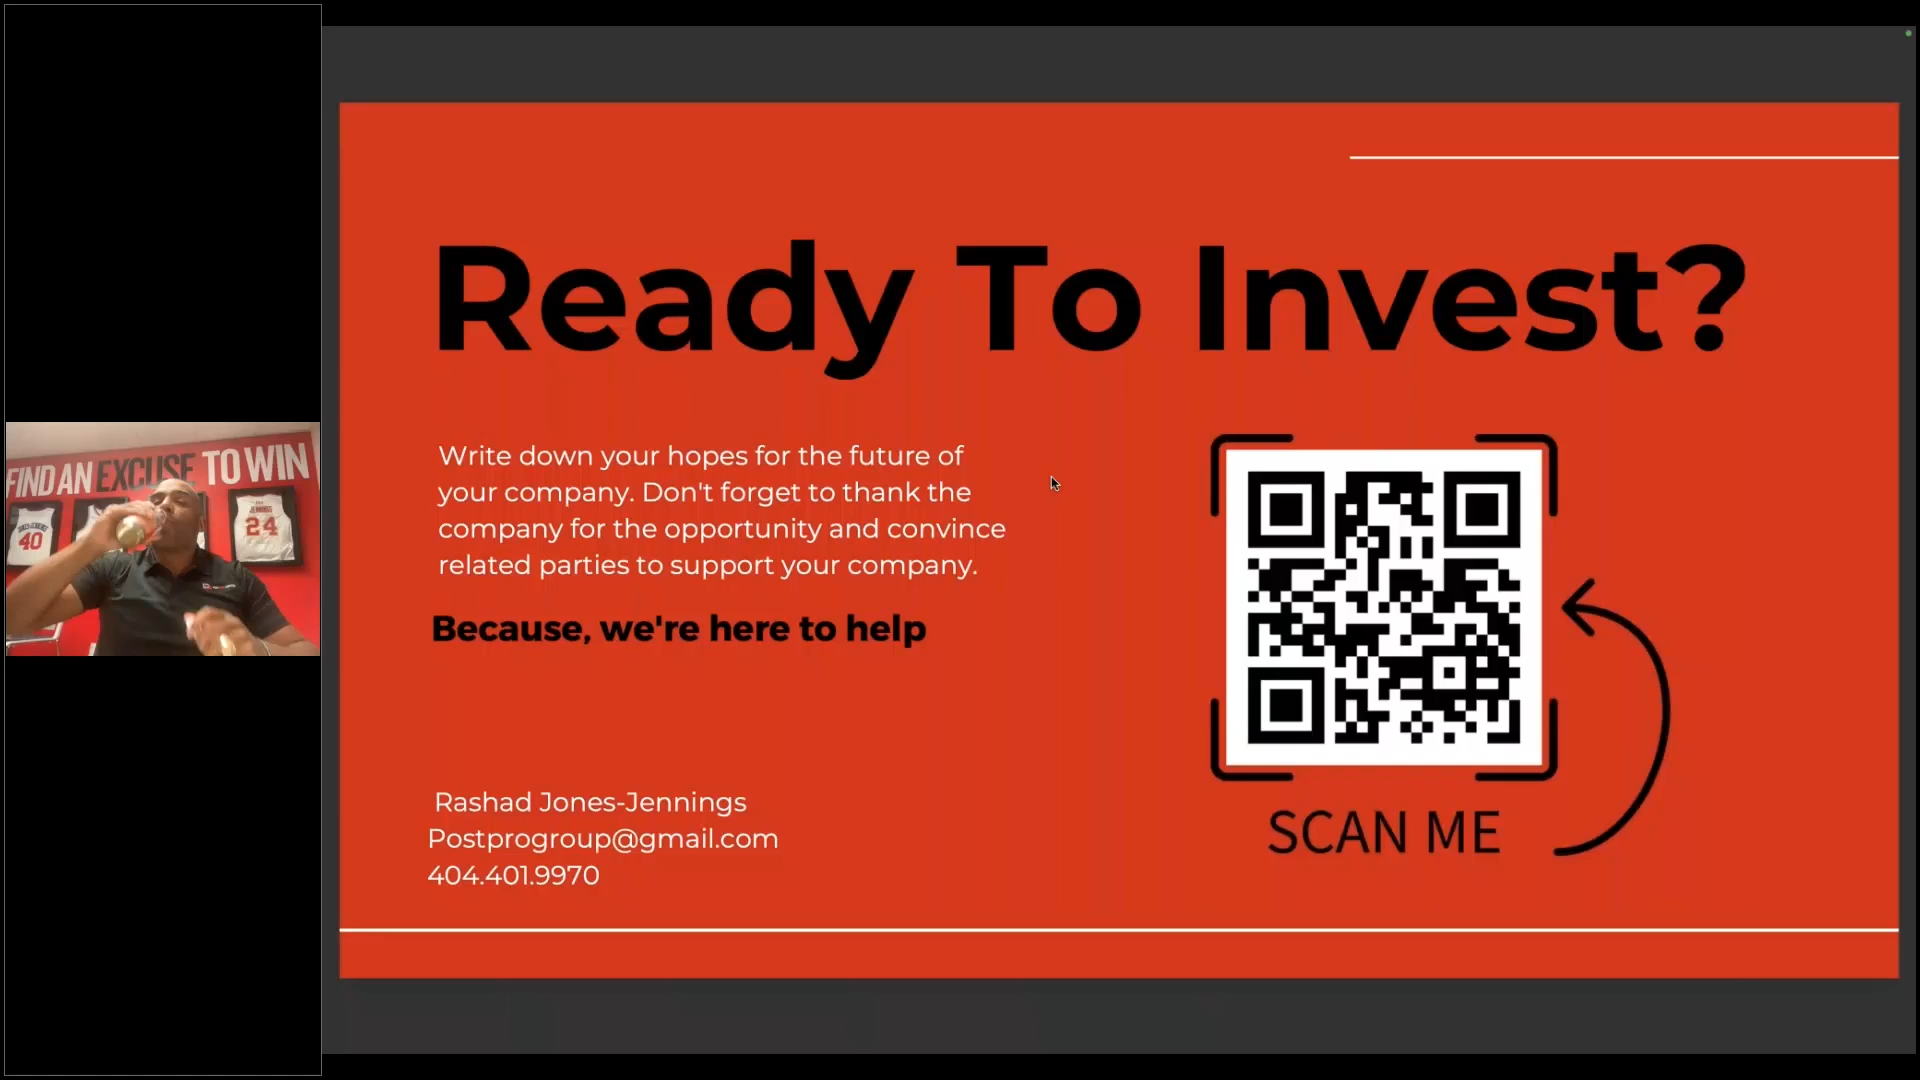 FIND AN EXCUSE TO WIN
40
JENNINGS
24
Ready To Invest?
Write down your hopes for the future of
your company. Don't forget to thank the
company for the opportunity and convince
related parties to support your company.
Because, we're here to help
SCAN ME
Rashad Jones-Jennings
Postprogroup@gmail.com
404.401.9970